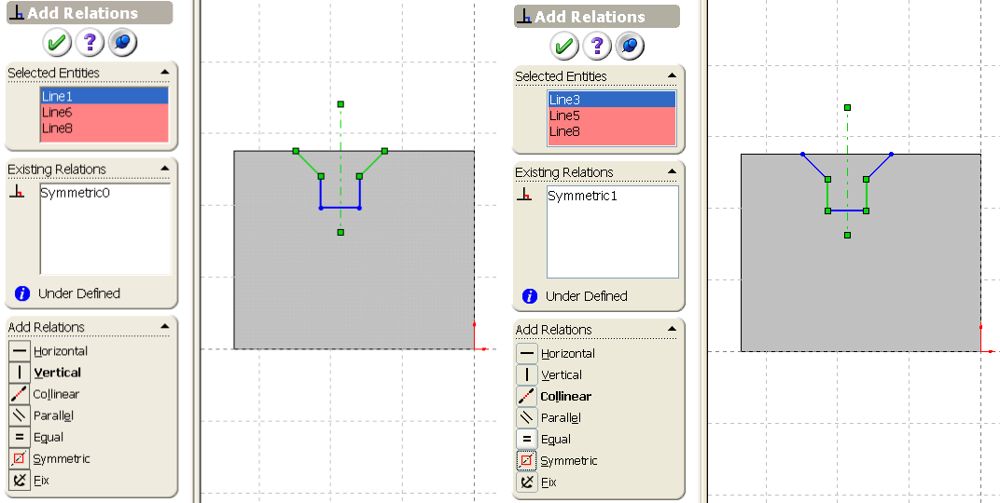 Add Relations
?
Selected Entities
Line1
Line6
Line8
Existing Relations
Symmetric0
i Under Defined
Add Relations
Horizontal
Vertical
Collinear
Parallel
Equal
Symmetric
Fix
Add Relations
?
Selected Entities
Line3
Line5
Line8
Existing Relations
Symmetric1
i Under Defined
Add Relations
Horizontal
Vertical
Collinear
Parallel
Equal
Symmetric
Fix